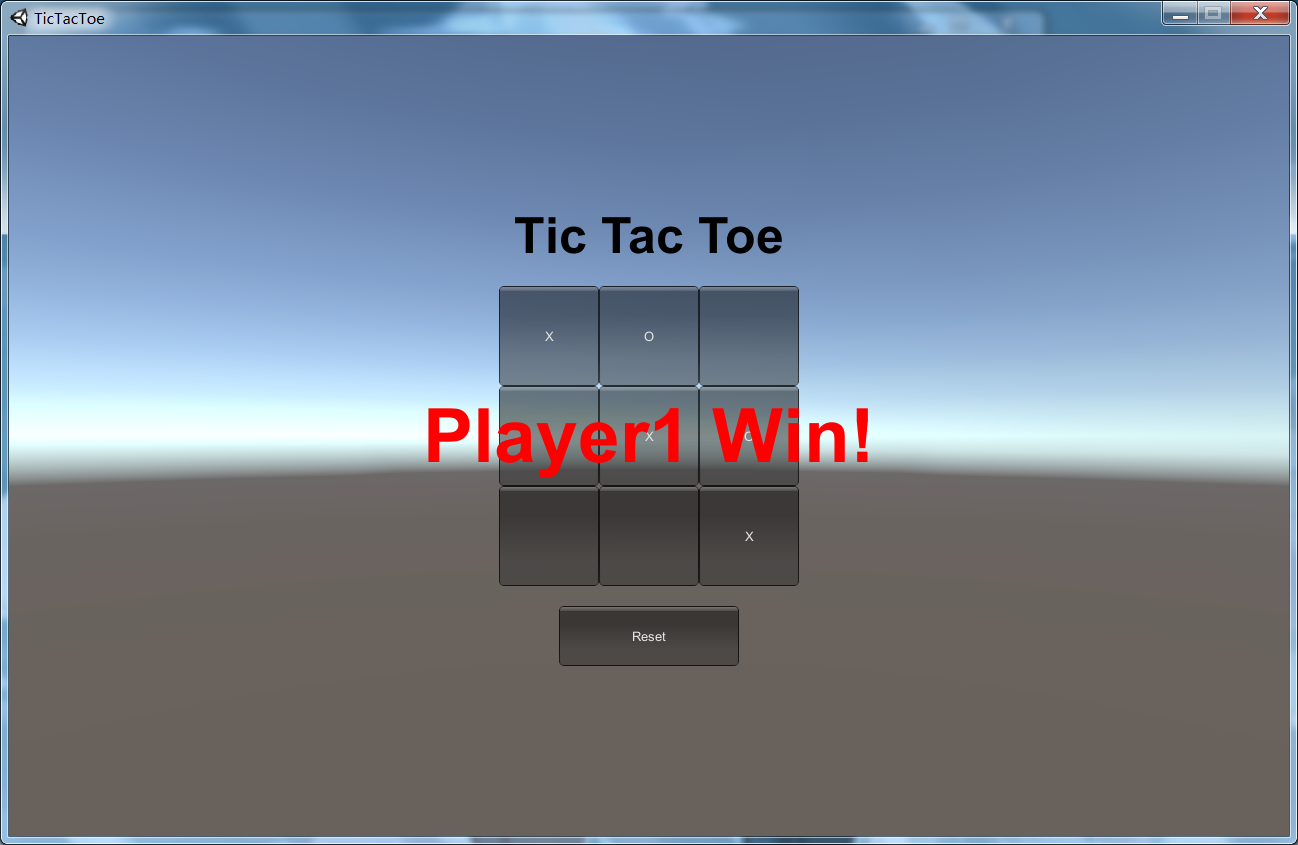 TicTacToe
Tic Tac Toe
X O
Player1 Win!
X O
X
Reset